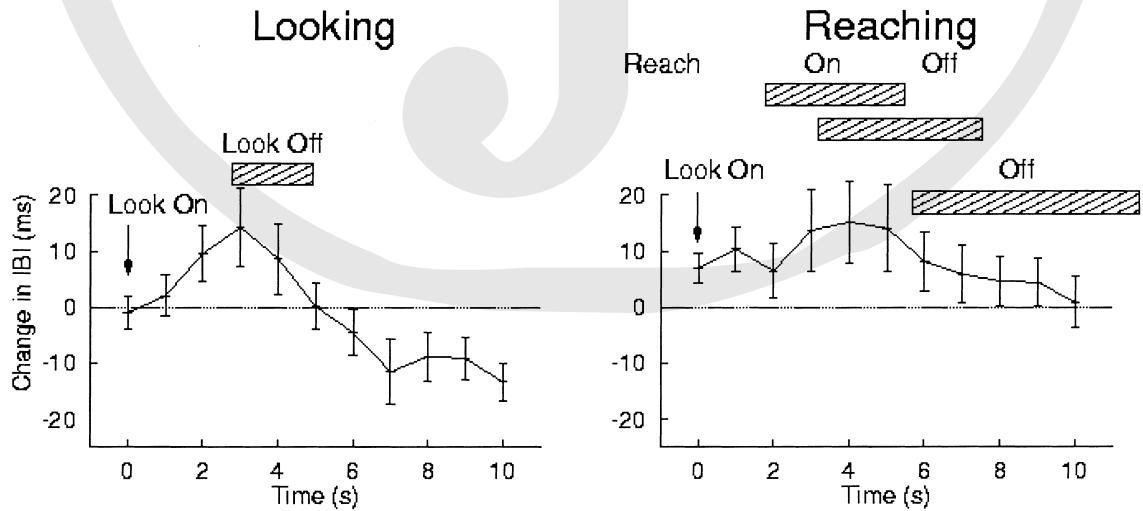 Looking
Look Off
Look On
Change in IBI (ms)
20
10
0
-10
-20
0 2 4 6 8 10
Time (s)
Reaching
Reach On Off
Look On
Off
20
10
0
-10
-20
0 2 4 6 8 10
Time (s)